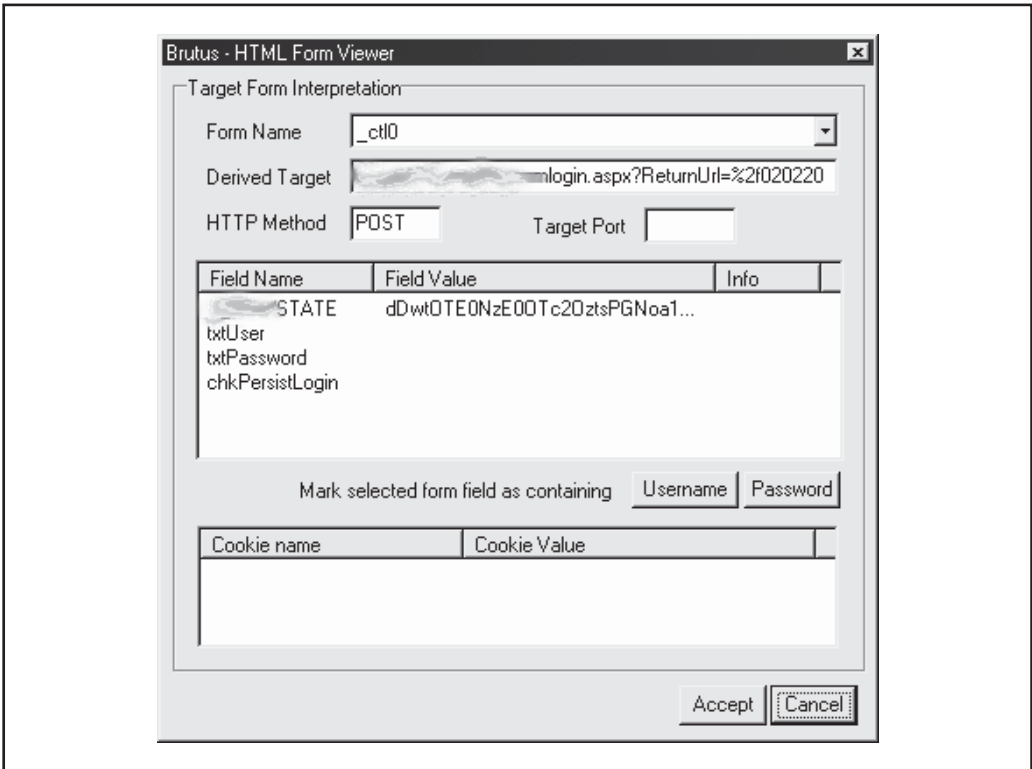 Brutus - HTML Form Viewer
Target Form Interpretation
Form Name _ctl0
Derived Target mlogin.aspx?ReturnUrl=%2f020220
HTTP Method POST Target Port
Field Name Field Value Info
STATE dDwtOTE0NzE0OTc2OztsPGNoa1...
txtUser
txtPassword
chkPersistLogin
Mark selected form field as containing Username Password
Cookie name Cookie Value
Accept Cancel